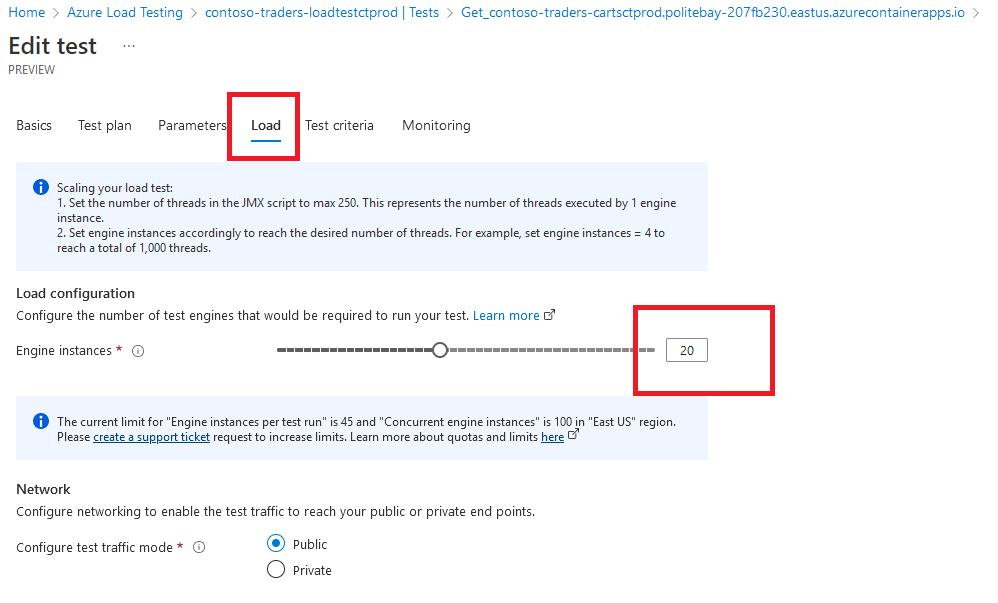 Home > Azure Load Testing > contoso-traders-loadtestctprod | Tests > Get_contoso-traders-cartsctprod.politebay-207fb230.eastus.azurecontainerapps.io >
Edit test ...
PREVIEW
Basics Test plan Parameters Load Test criteria Monitoring
Scaling your load test:
1. Set the number of threads in the JMX script to max 250. This represents the number of threads executed by 1 engine
instance.
2. Set engine instances accordingly to reach the desired number of threads. For example, set engine instances = 4 to
reach a total of 1,000 threads.
Load configuration
Configure the number of test engines that would be required to run your test. Learn more
Engine instances * 20
The current limit for "Engine instances per test run" is 45 and "Concurrent engine instances" is 100 in "East US" region.
Please create a support ticket request to increase limits. Learn more about quotas and limits here
Network
Configure networking to enable the test traffic to reach your public or private end points.
Configure test traffic mode * Public
Private